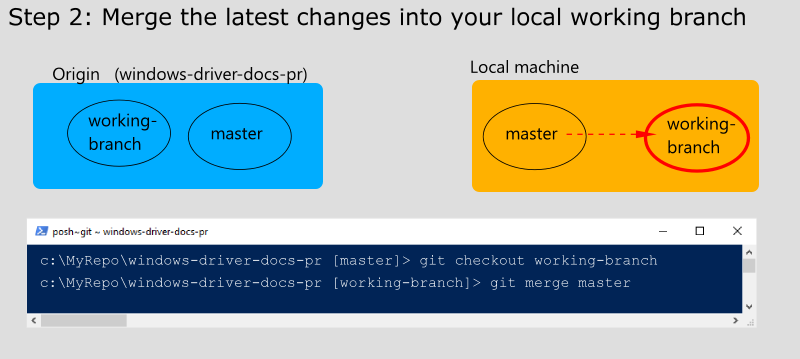 Step 2: Merge the latest changes into your local working branch
Origin (windows-driver-docs-pr)
working-
branch
master
Local machine
master
working-
branch
posh~git ~ windows-driver-docs-pr
c:\MyRepo\windows-driver-docs-pr [master]> git checkout working-branch
c:\MyRepo\windows-driver-docs-pr [working-branch]> git merge master